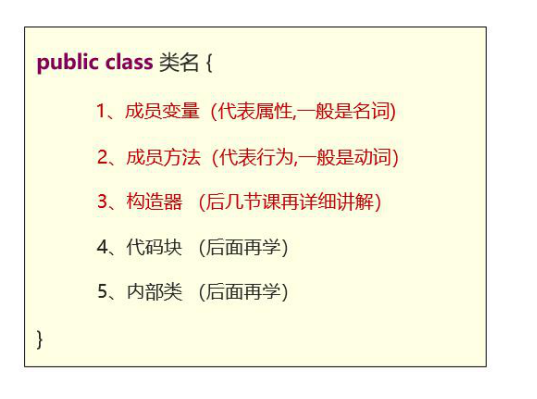 public class 类名 {
1、成员变量（代表属性,一般是名词)
2、成员方法（代表行为,一般是动词）
3、构造器 （后几节课再详细讲解）
4、代码块 （后面再学）
5、内部类 （后面再学）
}